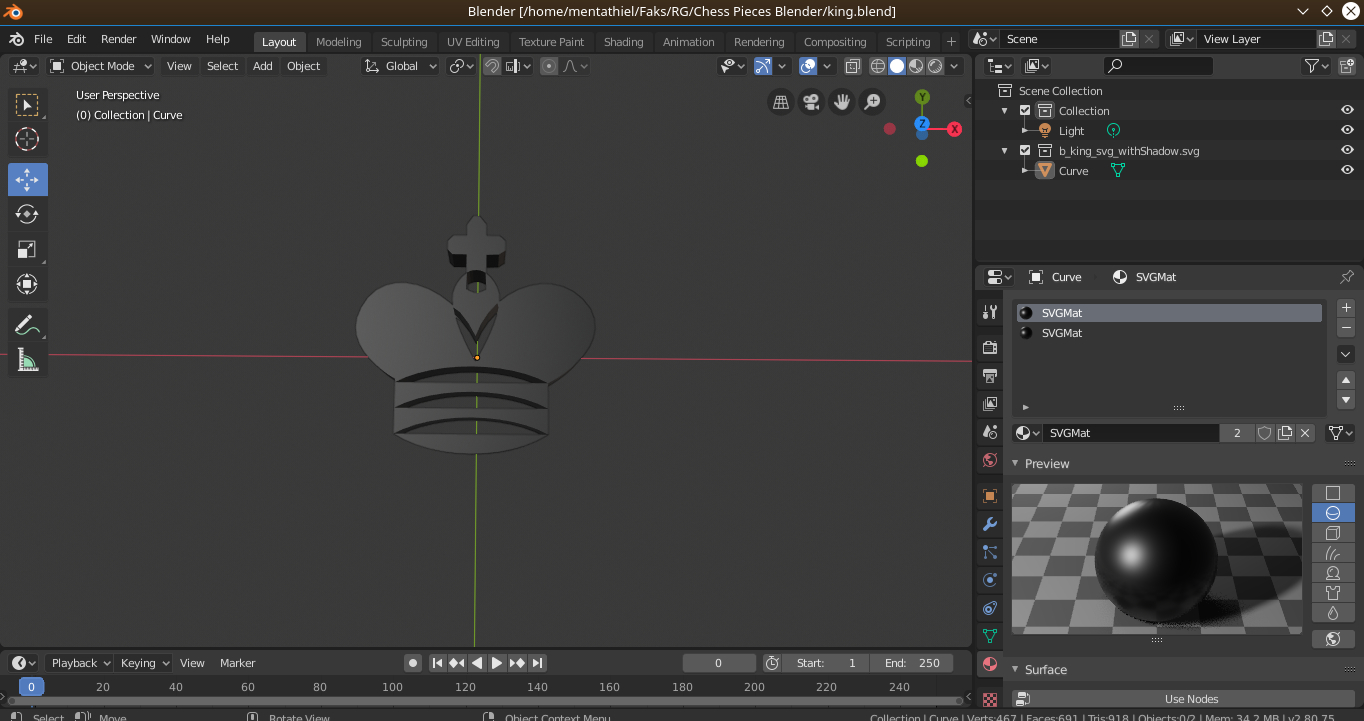 Blender [/home/mentathiel/Faks/RG/Chess Pieces Blender/king.blend]
File Edit Render Window Help Layout Modeling Sculpting UV Editing Texture Paint Shading Animation Rendering Compositing Scripting + Scene View Layer
Object Mode View Select Add Object Global
User Perspective
(0) Collection | Curve
Y
Z
X
Scene Collection
Collection
Light
b_king_svg_withShadow.svg
Curve
Curve SVGMat
SVGMat
SVGMat
SVGMat 2
Preview
Surface
Use Nodes
Playback Keying View Marker 0 Start: 1 End: 250
0 20 40 60 80 100 120 140 160 180 200 220 240
Select Move Rotate View Object Context Menu Collection | Curve | Verts:467 | Faces:691 | Tris:918 | Objects:0/2 | Mem: 34.2 MB | v2.80.75